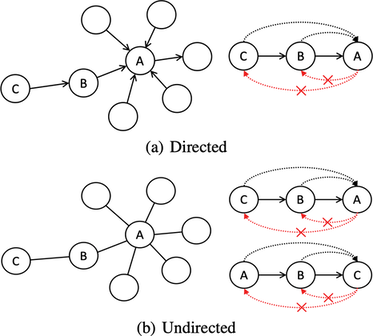 A
C
B
C B A
(a) Directed
A
C
B
C B A
A B C
(b) Undirected